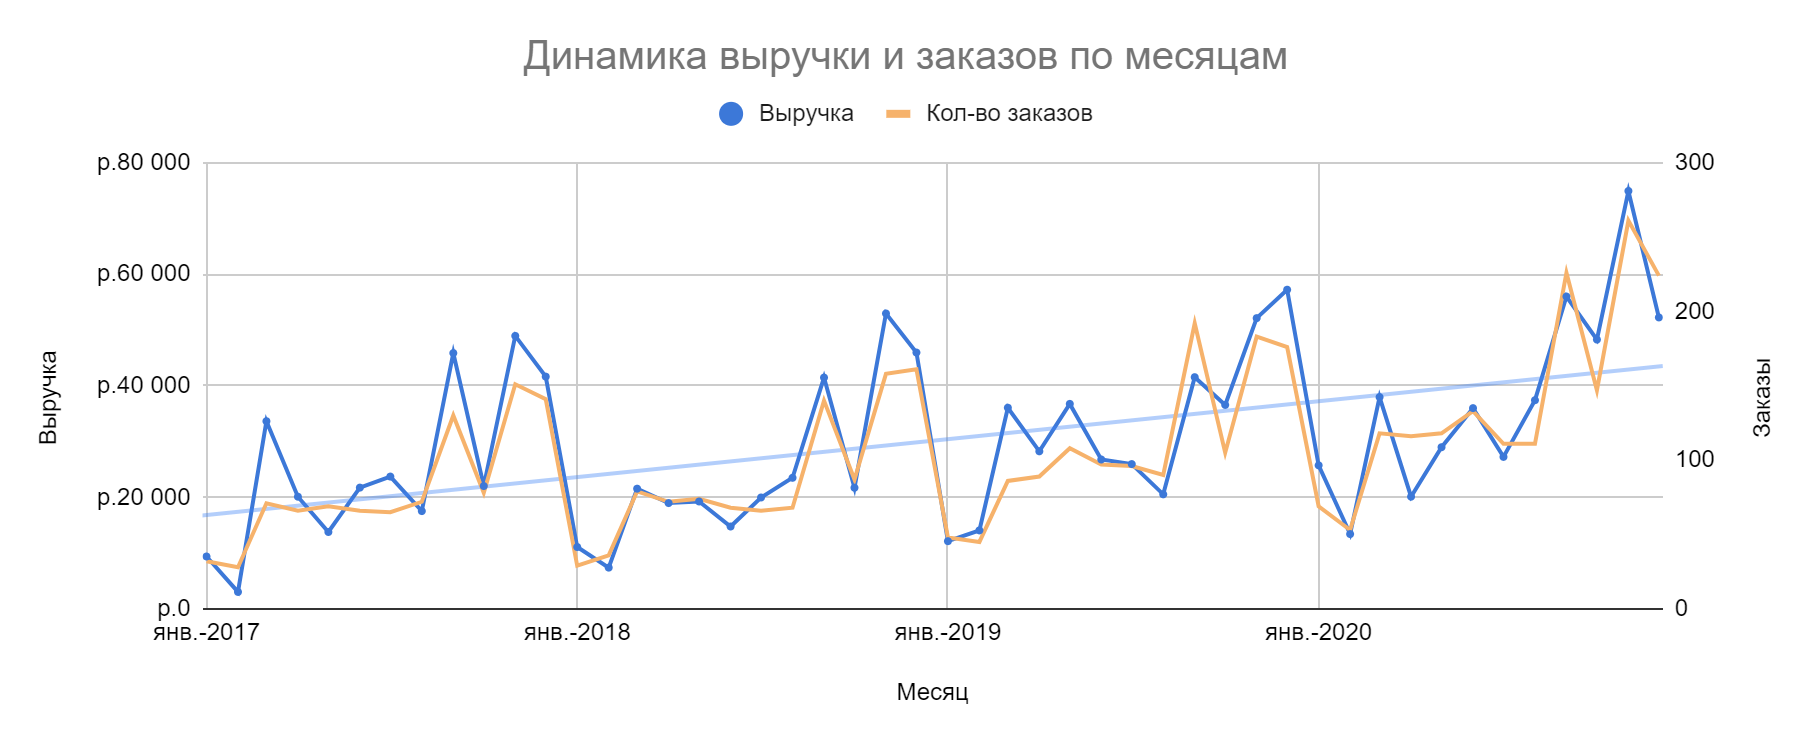 Динамика выручки и заказов по месяцам
Выручка Кол-во заказов
р.80 000
р.60 000
р.40 000
р.20 000
р.0
Выручка
300
200
100
0
Заказы
янв.-2017 янв.-2018 янв.-2019 янв.-2020
Месяц